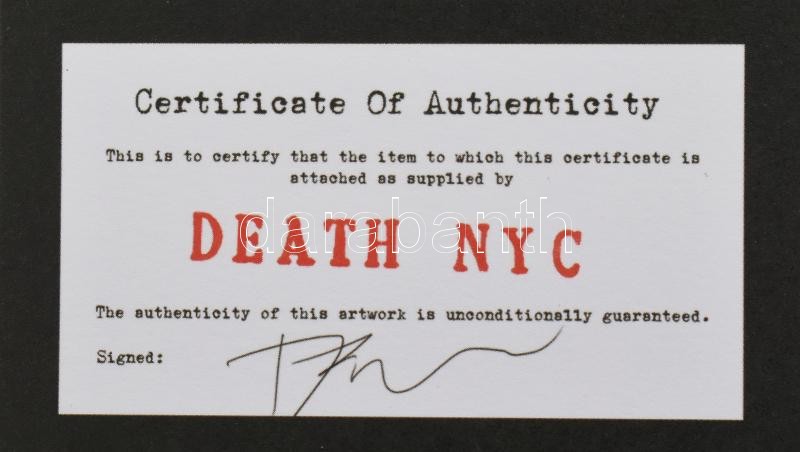 Certificate Of Authenticity
This is to certify that the item to which this certificate is
attached as supplied by
DEATH NYC
darabanth
The authenticity of this artwork is unconditionally guaranteed.
Signed: